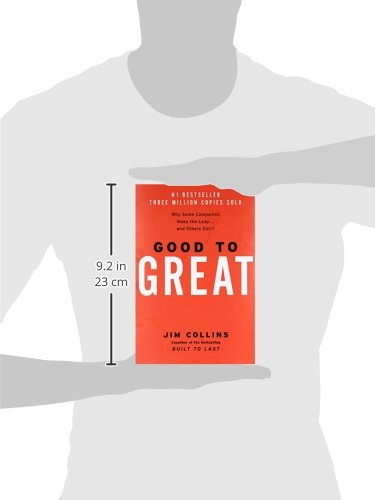 #1 BESTSELLER
THREE MILLION COPIES SOLD
Why Some Companies
Make the Leap...
and Others Don't
GOOD TO
GREAT
9.2 in
23 cm
JIM COLLINS
Coauthor of the bestselling
BUILT TO LAST